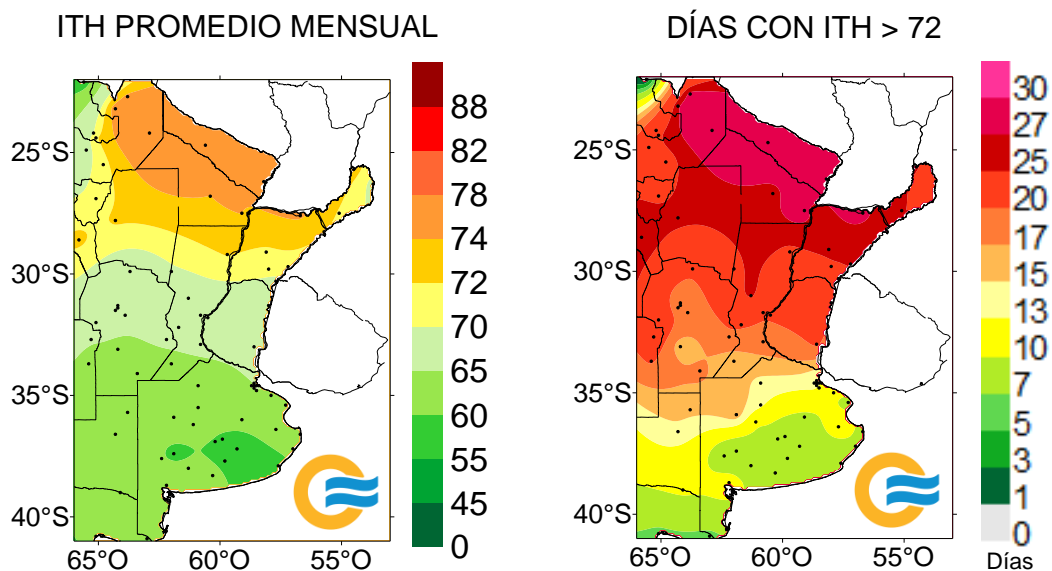 ITH PROMEDIO MENSUAL
25°S
30°S
35°S
40°S
65°O
60°O
55°O
88
82
78
74
72
70
65
60
55
45
0
DÍAS CON ITH > 72
25°S
30°S
35°S
40°S
65°O
60°O
55°O
30
27
25
20
17
15
13
10
7
5
3
1
0
Días